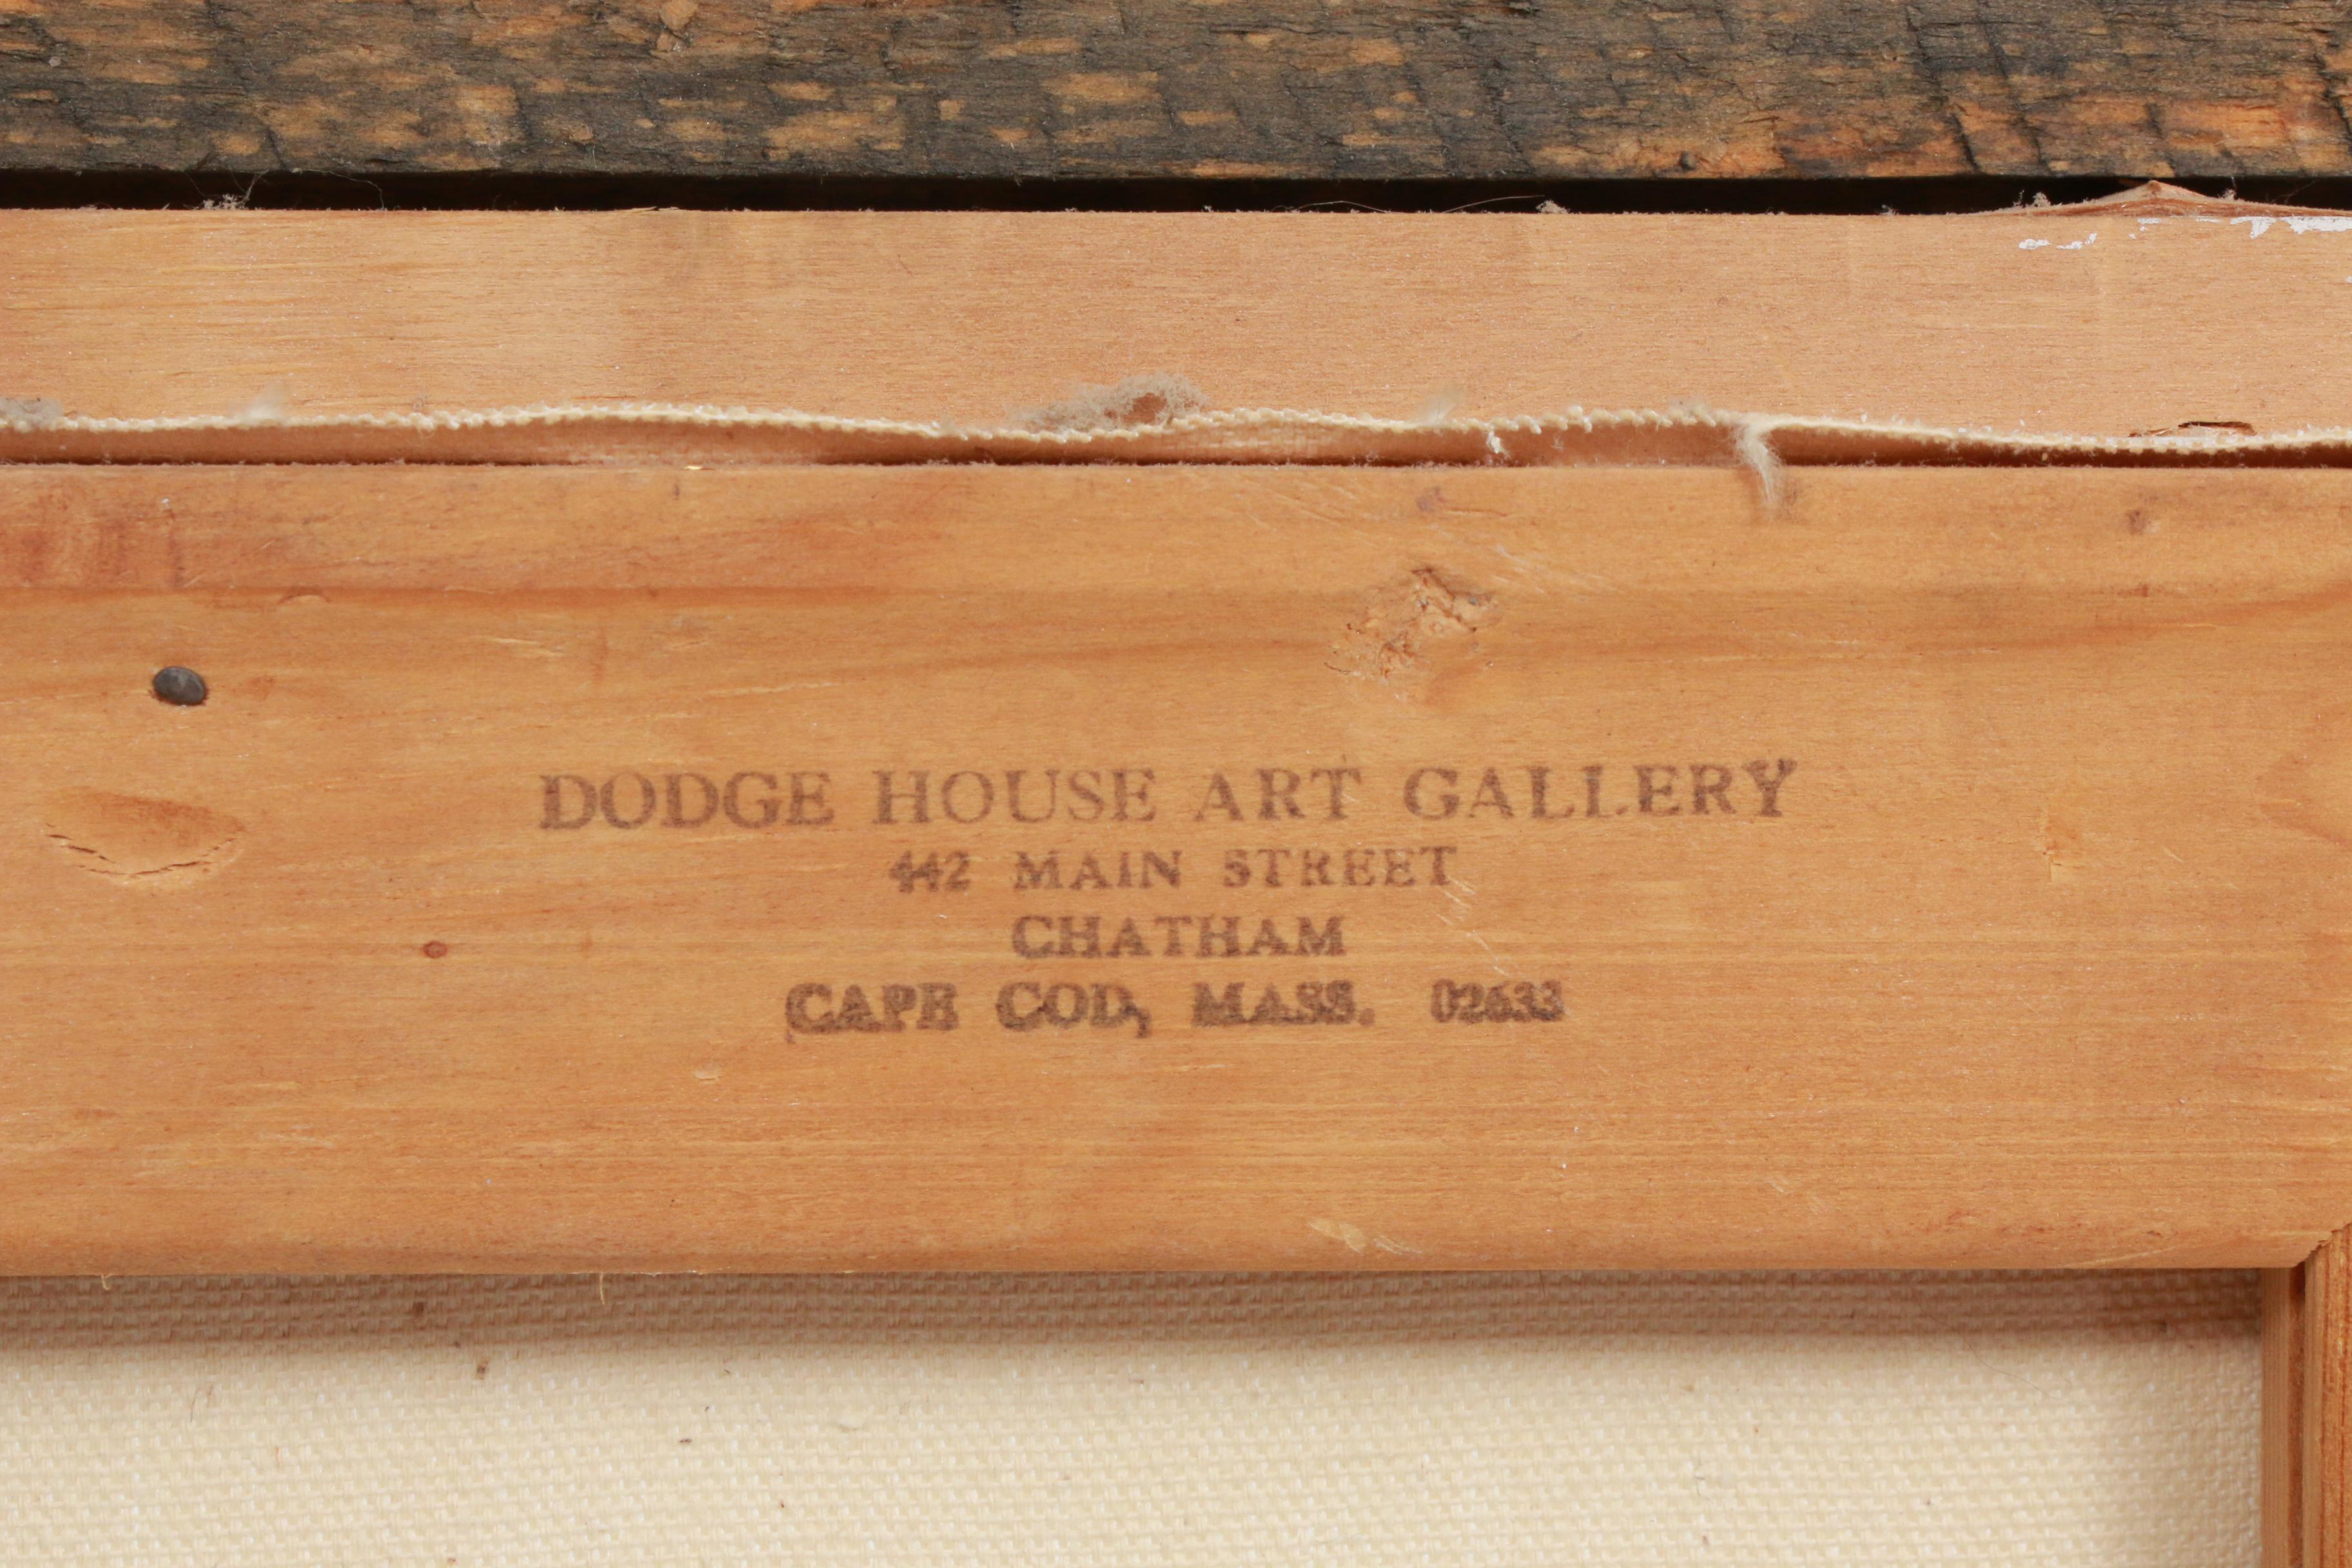 DODGE HOUSE ART GALLERY
442 MAIN STREET
CHATHAM
CAPE COD, MASS. 02633